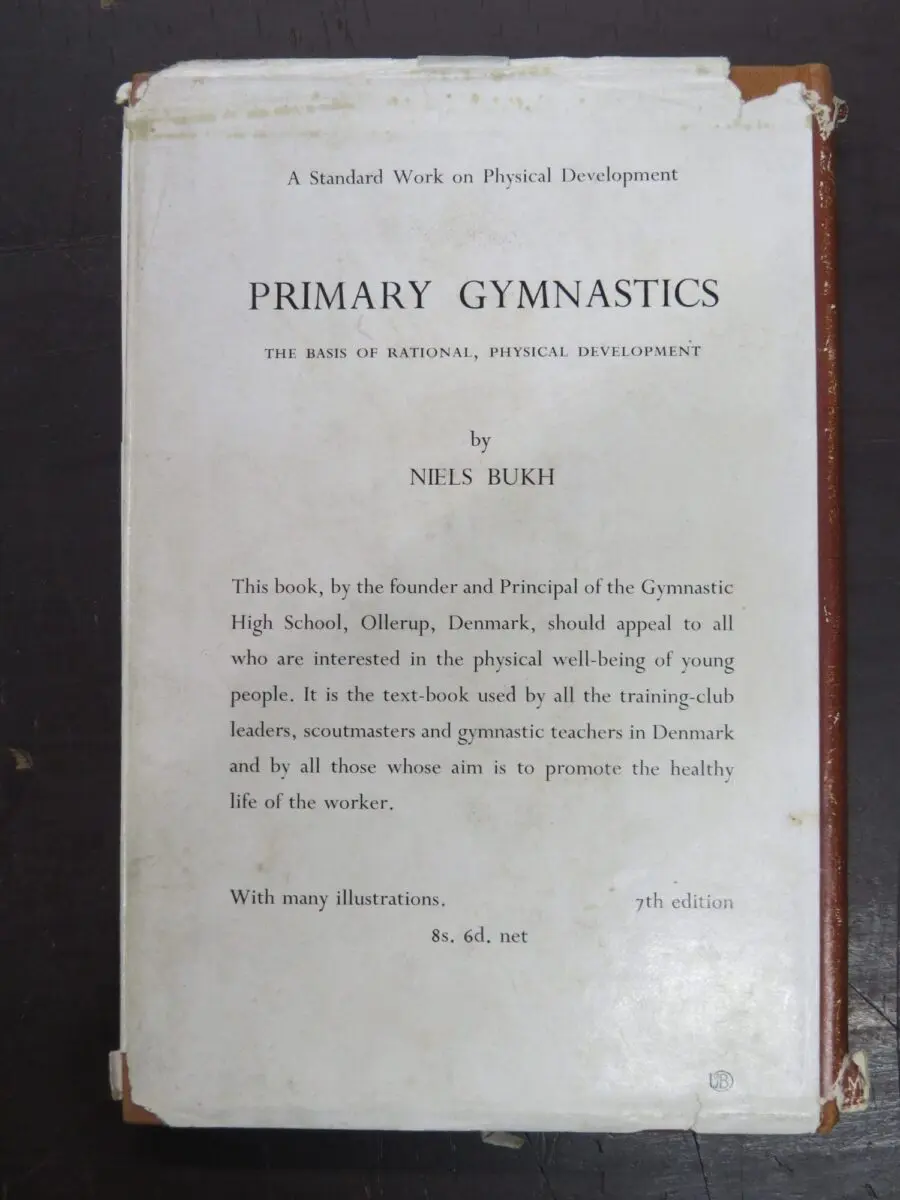 A Standard Work on Physical Development
PRIMARY GYMNASTICS
THE BASIS OF RATIONAL, PHYSICAL DEVELOPMENT
by
NIELS BUKH
This book, by the founder and Principal of the Gymnastic
High School, Ollerup, Denmark, should appeal to all
who are interested in the physical well-being of young
people. It is the text-book used by all the training-club
leaders, scoutmasters and gymnastic teachers in Denmark
and by all those whose aim is to promote the healthy
life of the worker.
With many illustrations. 7th edition
8s. 6d. net
UB
M